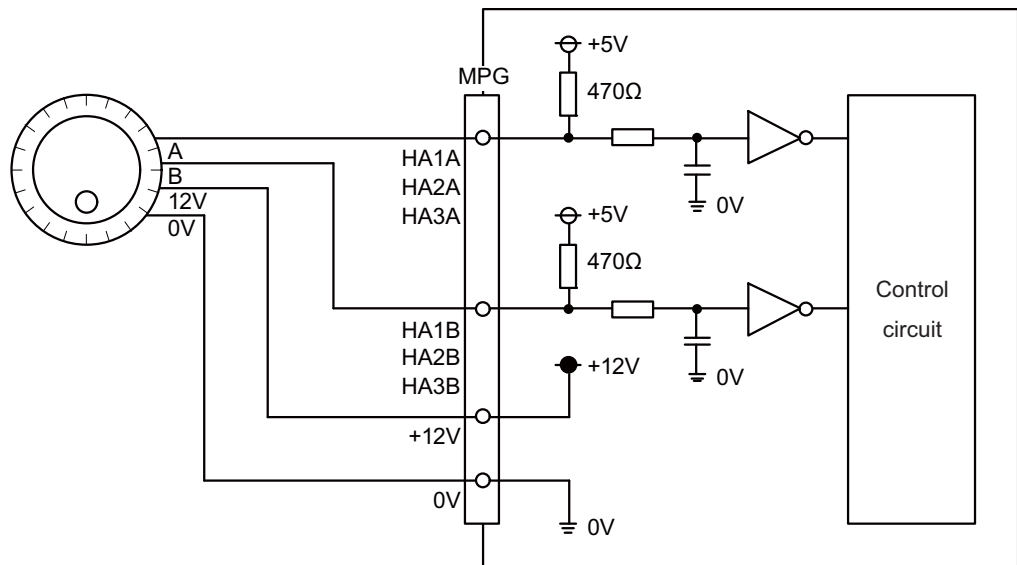 +5V
MPG
470Ω
A
HA1A
B
HA2A
12V
HA3A
0V
+5V
0V
470Ω
Control
circuit
HA1B
HA2B
+12V
HA3B
0V
+12V
0V
0V